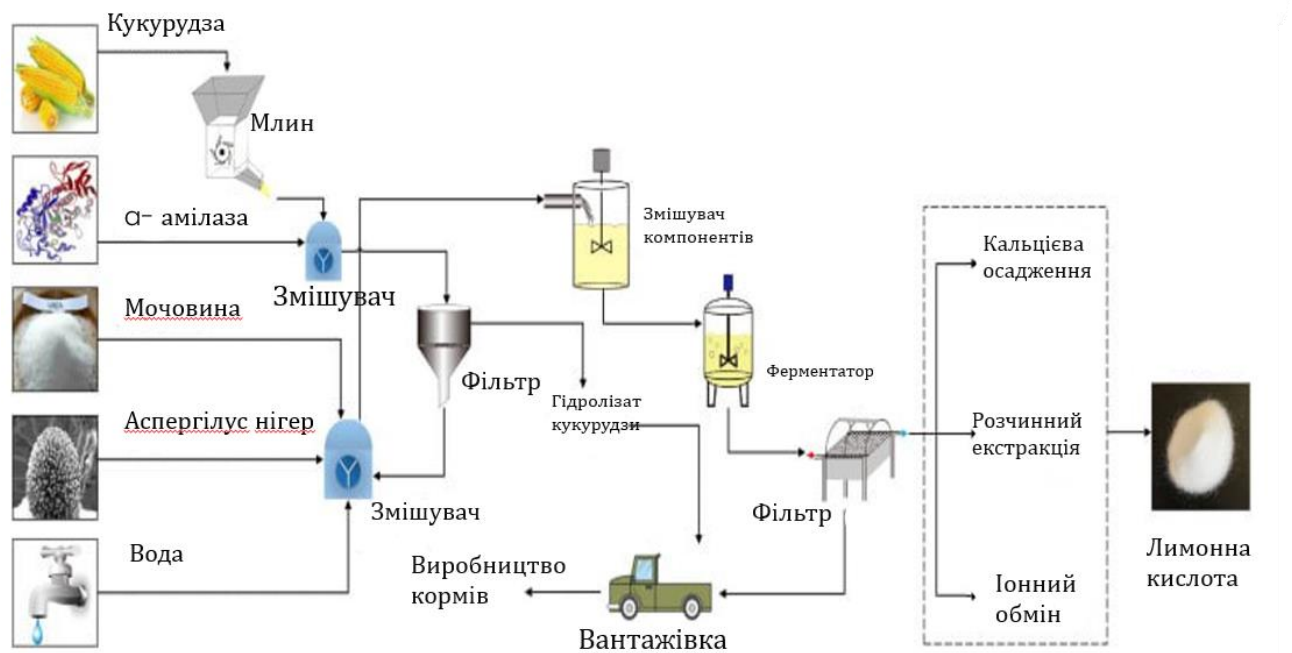 Кукурудза
Млин
α- амілаза
Змішувач
Мочовина
Аспергілус нігер
Вода
Змішувач
Фільтр
Гідролізат
кукурудзи
Змішувач
компонентів
Ферментатор
Фільтр
Виробництво
кормів
Вантажівка
Кальцієва
осадження
Розчинний
екстракція
Іонний
обмін
Лимонна
кислота